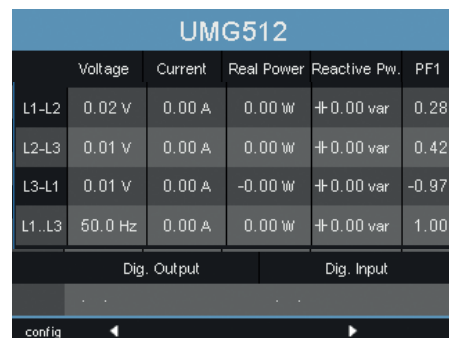 UMG512
Voltage Current Real Power Reactive Pw. PF1
L1-L2 0.02 V 0.00 A 0.00 W ⊣⊢0.00 var 0.28
L2-L3 0.01 V 0.00 A 0.00 W ⊣⊢0.00 var 0.42
L3-L1 0.01 V 0.00 A -0.00 W ⊣⊢0.00 var -0.97
L1..L3 50.0 Hz 0.00 A 0.00 W ⊣⊢0.00 var 1.00
Dig. Output Dig. Input
. . . .
config ◀ ▶